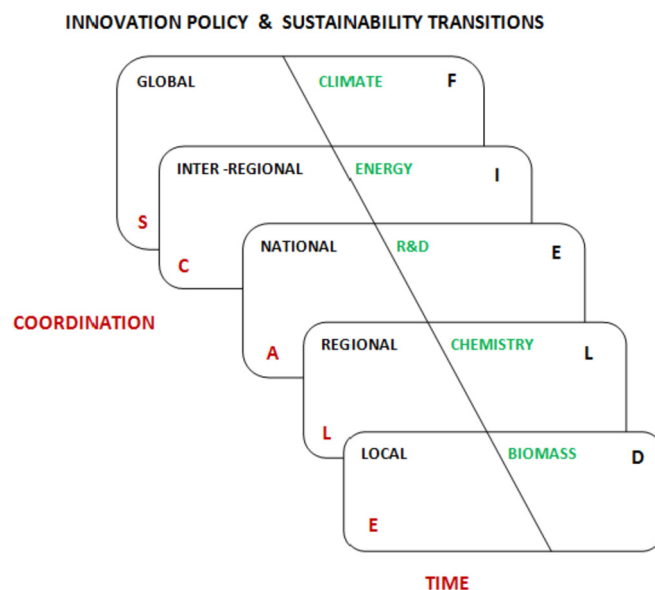 INNOVATION POLICY & SUSTAINABILITY TRANSITIONS
GLOBAL CLIMATE F
INTER -REGIONAL ENERGY I
S
NATIONAL R&D E
C
COORDINATION
REGIONAL CHEMISTRY L
A
L
LOCAL BIOMASS D
E
TIME